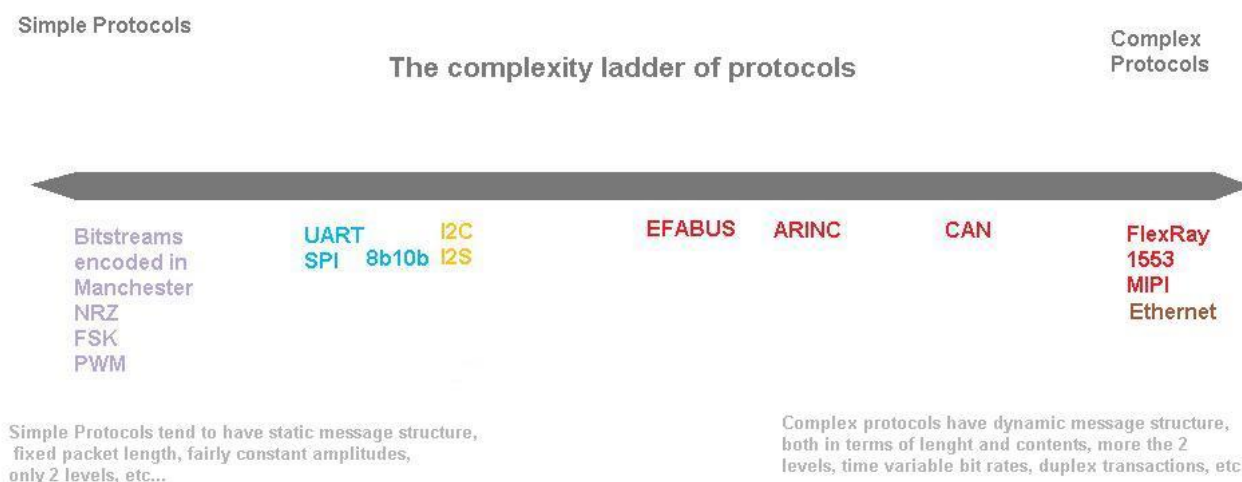 Simple Protocols
Complex
Protocols
The complexity ladder of protocols
Bitstreams
encoded in
Manchester
NRZ
FSK
PWM
UART
SPI
8b10b
I2C
I2S
EFABUS
ARINC
CAN
FlexRay
1553
MIPI
Ethernet
Simple Protocols tend to have static message structure,
fixed packet length, fairly constant amplitudes,
only 2 levels, etc...
Complex protocols have dynamic message structure,
both in terms of lenght and contents, more the 2
levels, time variable bit rates, duplex transactions, etc